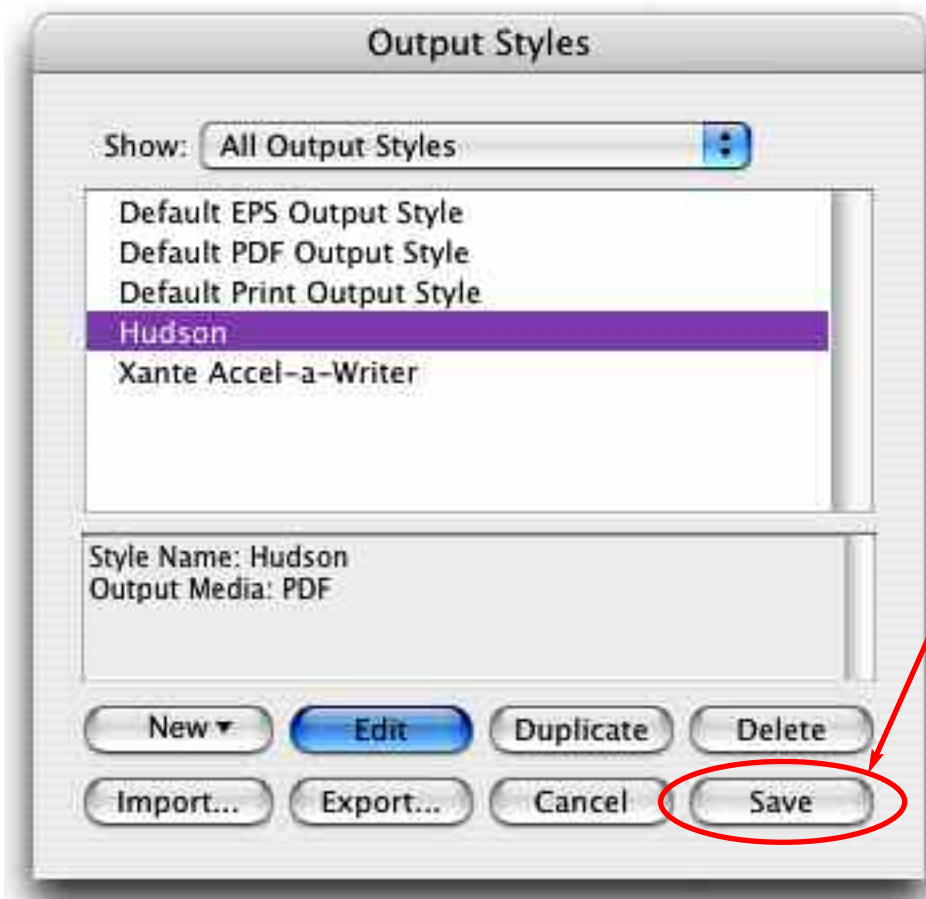 Output Styles
Show: All Output Styles
Default EPS Output Style
Default PDF Output Style
Default Print Output Style
Hudson
Xante Accel-a-Writer
Style Name: Hudson
Output Media: PDF
New Edit Duplicate Delete
Import... Export... Cancel Save